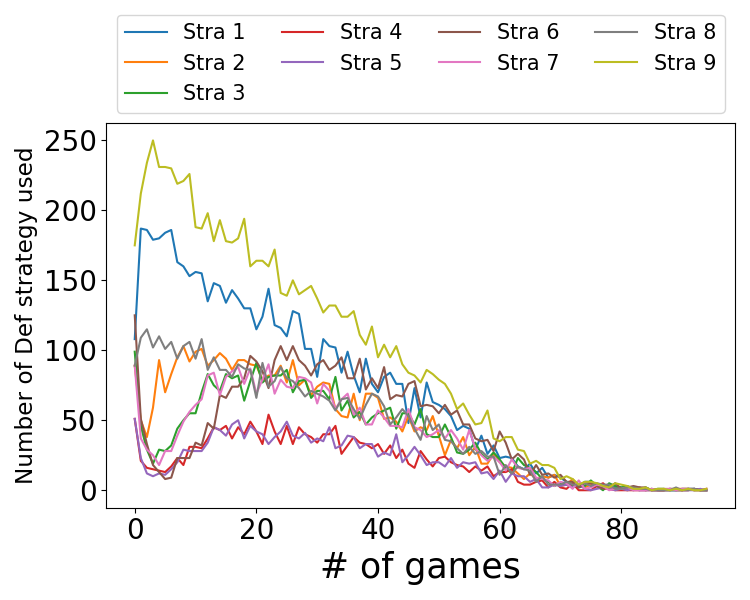 Stra 1 Stra 4 Stra 6 Stra 8
Stra 2 Stra 5 Stra 7 Stra 9
Stra 3
Number of Def strategy used
250
200
150
100
50
0
0 20 40 60 80
# of games